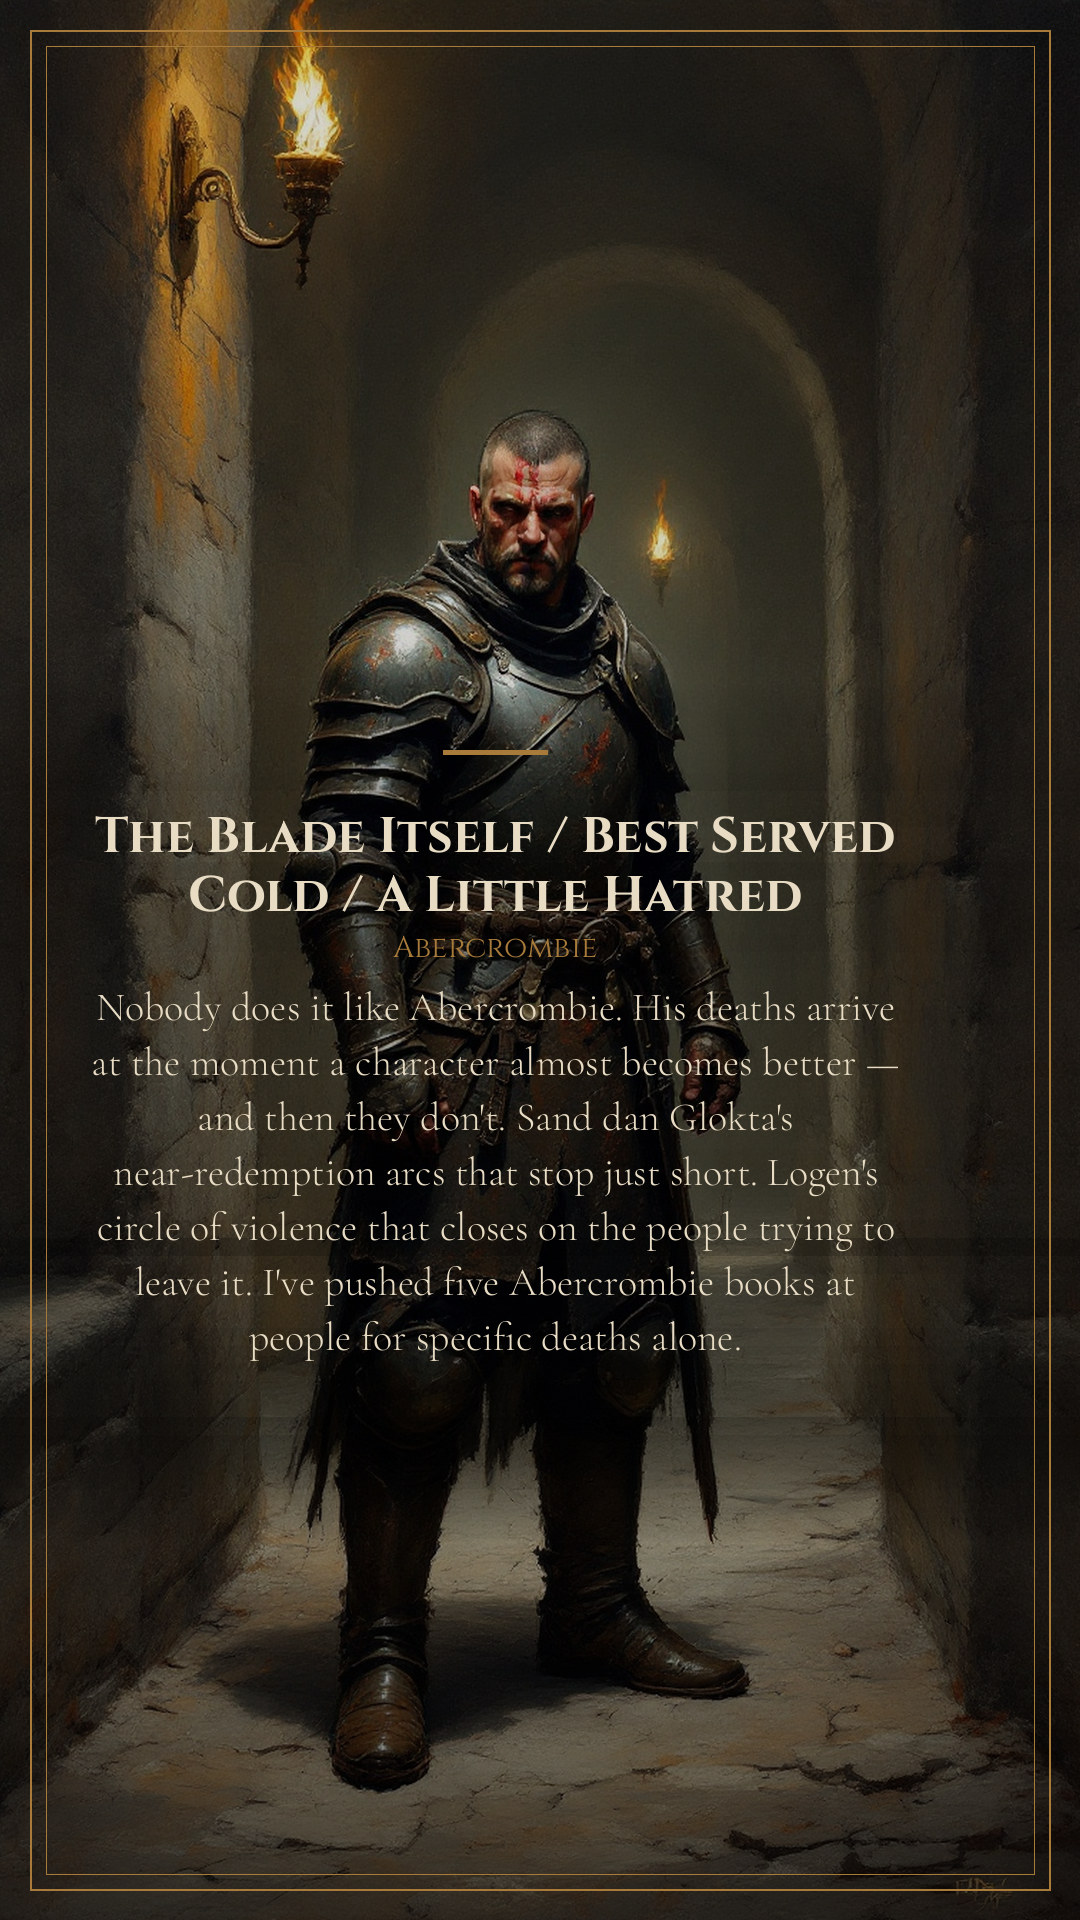 The Blade Itself / Best Served
Cold / A Little Hatred
Abercrombie
Nobody does it like Abercrombie. His deaths arrive
at the moment a character almost becomes better —
and then they don't. Sand dan Glokta's
near-redemption arcs that stop just short. Logen's
circle of violence that closes on the people trying to
leave it. I've pushed five Abercrombie books at
people for specific deaths alone.